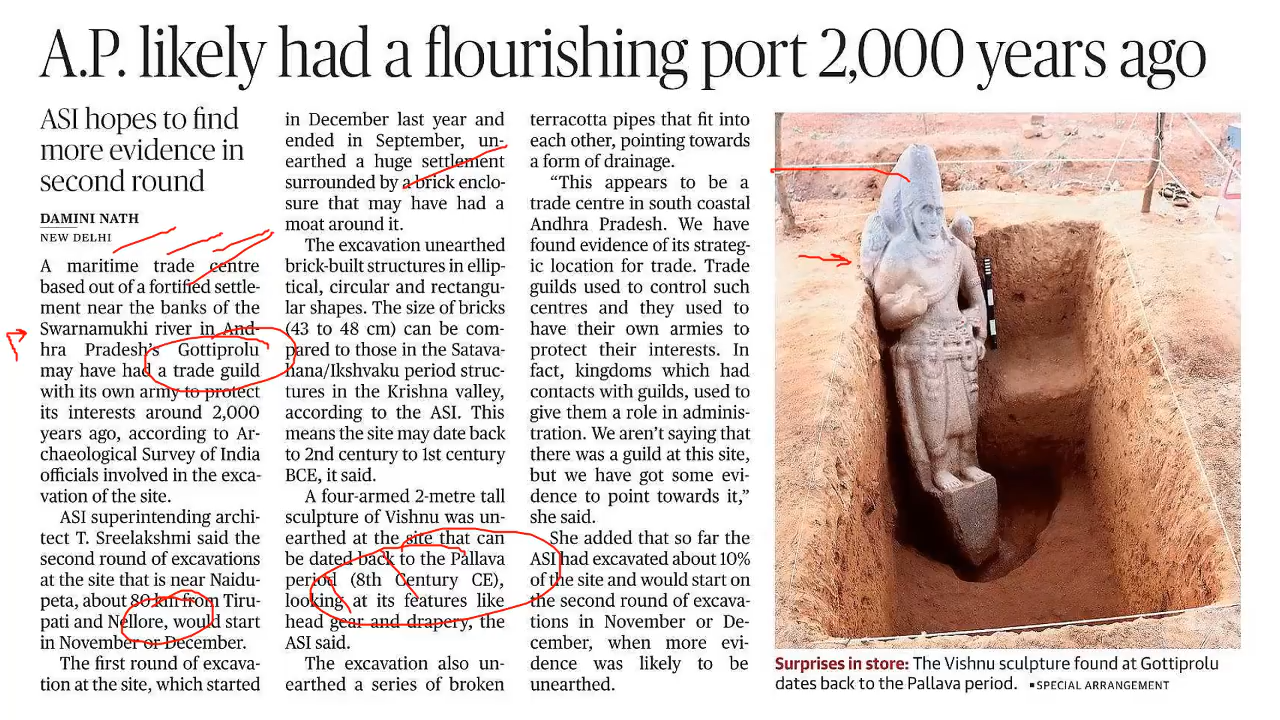 A.P. likely had a flourishing port 2,000 years ago
ASI hopes to find
more evidence in
second round
DAMINI NATH
NEW DELHI
A maritime trade centre
based out of a fortified settle-
ment near the banks of the
Swarnamukhi river in And-
hra Pradesh's Gottiprolu
may have had a trade guild
with its own army to protect
its interests around 2,000
years ago, according to Ar-
chaeological Survey of India
officials involved in the exca-
vation of the site.
ASI superintending archi-
tect T. Sreelakshmi said the
second round of excavations
at the site that is near Naidu-
peta, about 80 km from Tiru-
pati and Nellore, would start
in November or December.
The first round of excava-
tion at the site, which started
in December last year and
ended in September, un-
earthed a huge settlement
surrounded by a brick enclo-
sure that may have had a
moat around it.
The excavation unearthed
brick-built structures in ellip-
tical, circular and rectangu-
lar shapes. The size of bricks
(43 to 48 cm) can be com-
pared to those in the Satava-
hana/Ikshvaku period struc-
tures in the Krishna valley,
according to the ASI. This
means the site may date back
to 2nd century to 1st century
BCE, it said.
A four-armed 2-metre tall
sculpture of Vishnu was un-
earthed at the site that can
be dated back to the Pallava
period (8th Century CE),
looking at its features like
head gear and drapery, the
ASI said.
The excavation also un-
earthed a series of broken
terracotta pipes that fit into
each other, pointing towards
a form of drainage.
"This appears to be a
trade centre in south coastal
Andhra Pradesh. We have
found evidence of its strateg-
ic location for trade. Trade
guilds used to control such
centres and they used to
have their own armies to
protect their interests. In
fact, kingdoms which had
contacts with guilds, used to
give them a role in adminis-
tration. We aren't saying that
there was a guild at this site,
but we have got some evi-
dence to point towards it,"
she said.
She added that so far the
ASI had excavated about 10%
of the site and would start on
the second round of excava-
tions in November or De-
cember, when more evi-
dence was likely to be
unearthed.
Surprises in store: The Vishnu sculpture found at Gottiprolu
dates back to the Pallava period. ▪SPECIAL ARRANGEMENT